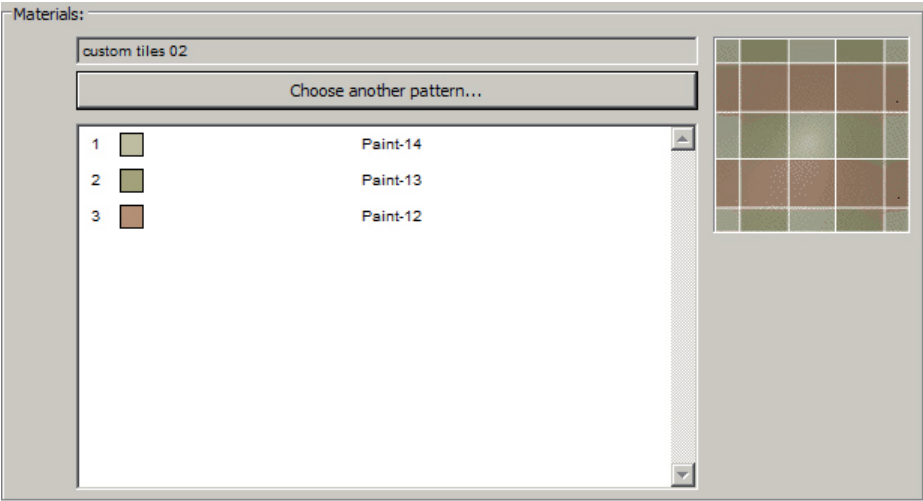 Materials:
custom tiles 02
Choose another pattern...
1 Paint-14
2 Paint-13
3 Paint-12